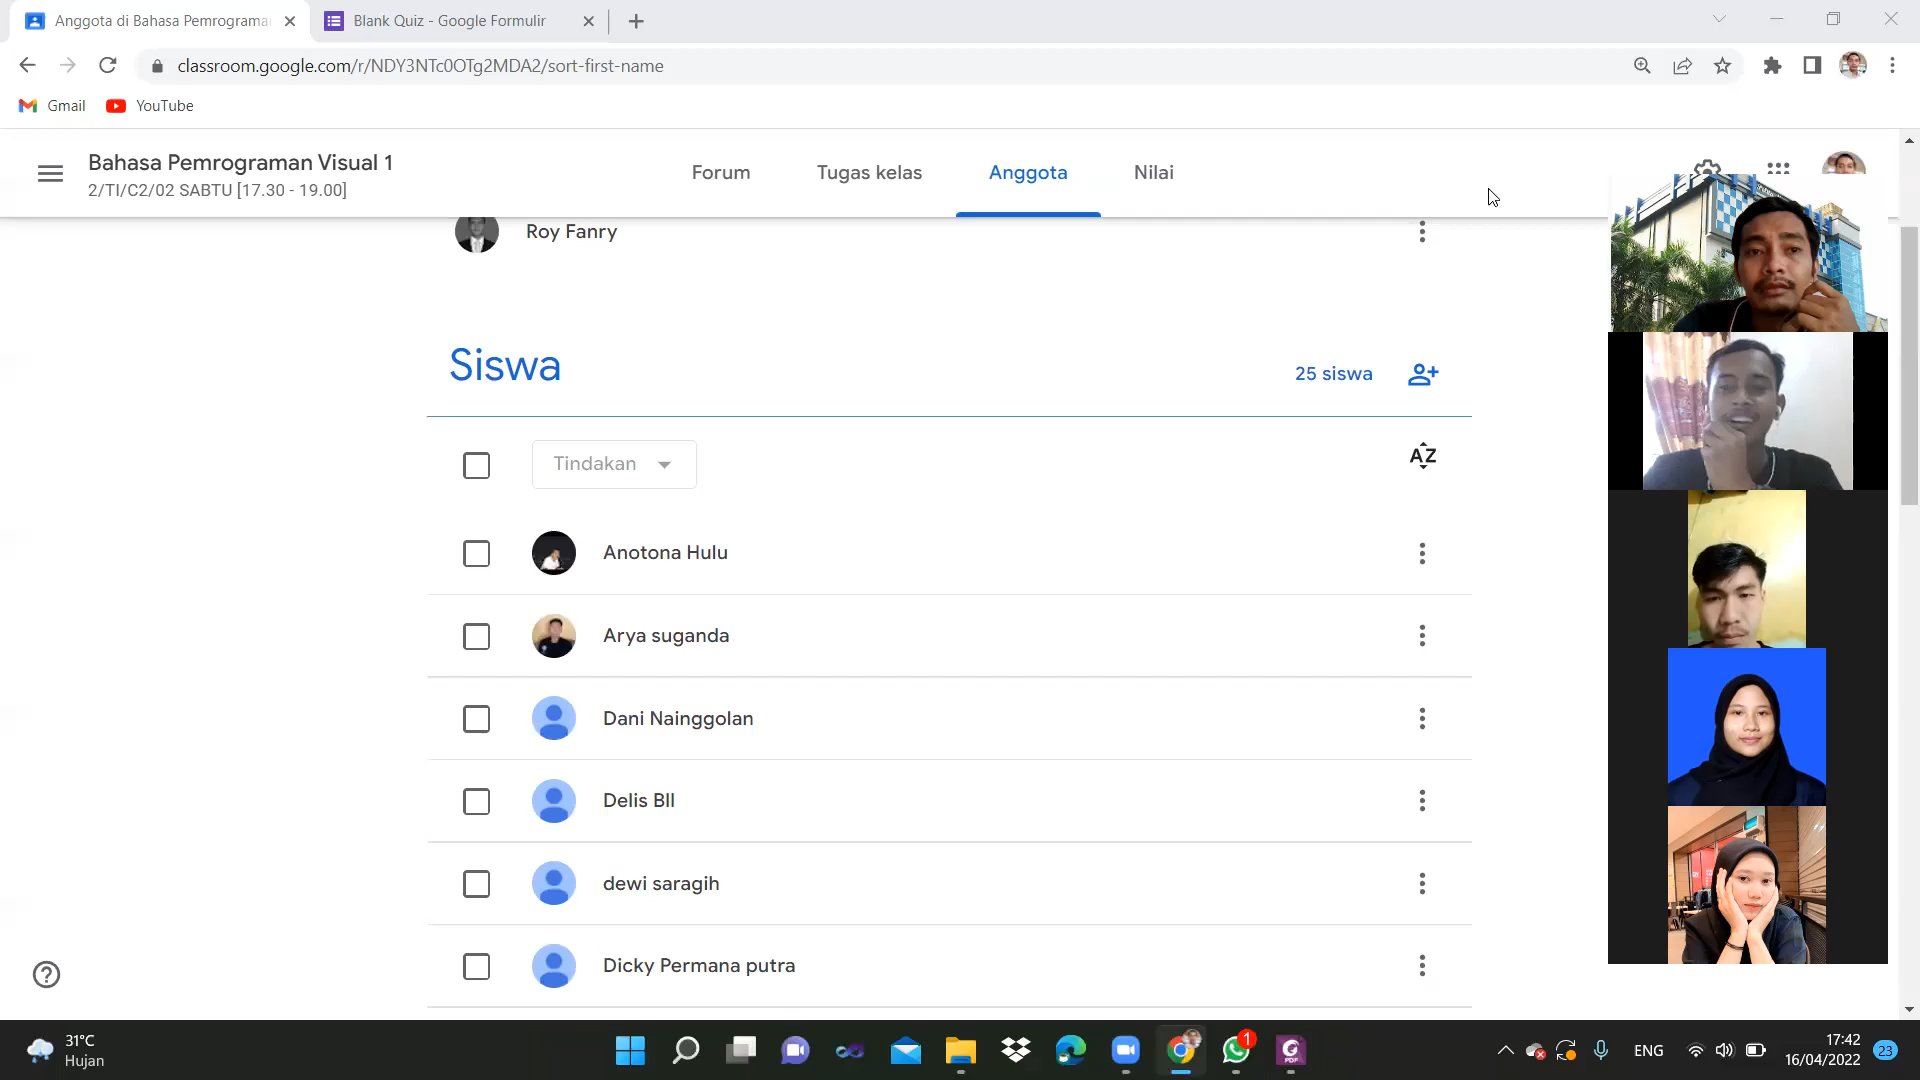 Anggota di Bahasa Pemrograma
Blank Quiz - Google Formulir
classroom.google.com/r/NDY3NTc0OTg2MDA2/sort-first-name
Gmail
YouTube
Bahasa Pemrograman Visual 1
2/TI/C2/02 SABTU [17.30 - 19.00]
Forum
Tugas kelas
Anggota
Nilai
Roy Fanry
Siswa
25 siswa
Tindakan
AZ
Anotona Hulu
Arya suganda
Dani Nainggolan
Delis Bll
dewi saragih
Dicky Permana putra
31°C
Hujan
1
PDF
ENG
17:42
16/04/2022
23